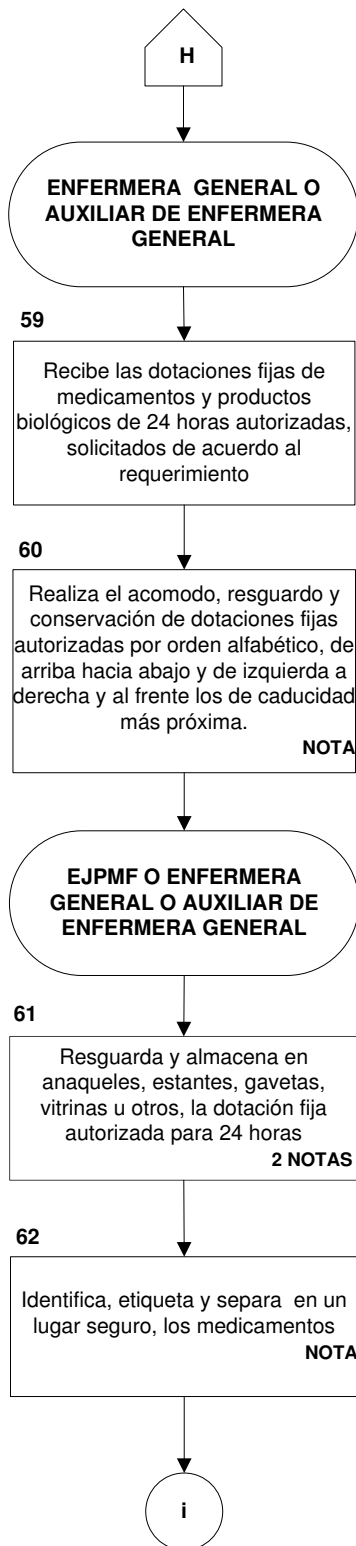 H
ENFERMERA GENERAL O
AUXILIAR DE ENFERMERA
GENERAL
59
Recibe las dotaciones fijas de
medicamentos y productos
biológicos de 24 horas autorizadas,
solicitados de acuerdo al
requerimiento
60
Realiza el acomodo, resguardo y
conservación de dotaciones fijas
autorizadas por orden alfabético, de
arriba hacia abajo y de izquierda a
derecha y al frente los de caducidad
más próxima.
NOTA
EJPMF O ENFERMERA
GENERAL O AUXILIAR DE
ENFERMERA GENERAL
61
Resguarda y almacena en
anaqueles, estantes, gavetas,
vitrinas u otros, la dotación fija
autorizada para 24 horas
2 NOTAS
62
Identifica, etiqueta y separa en un
lugar seguro, los medicamentos
NOTA
i